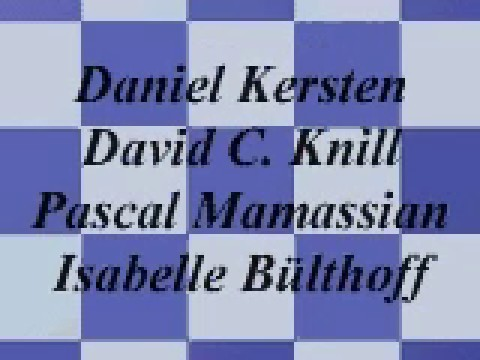 Daniel Kersten
David C. Knill
Pascal Mamassian
Isabelle Bülthoff